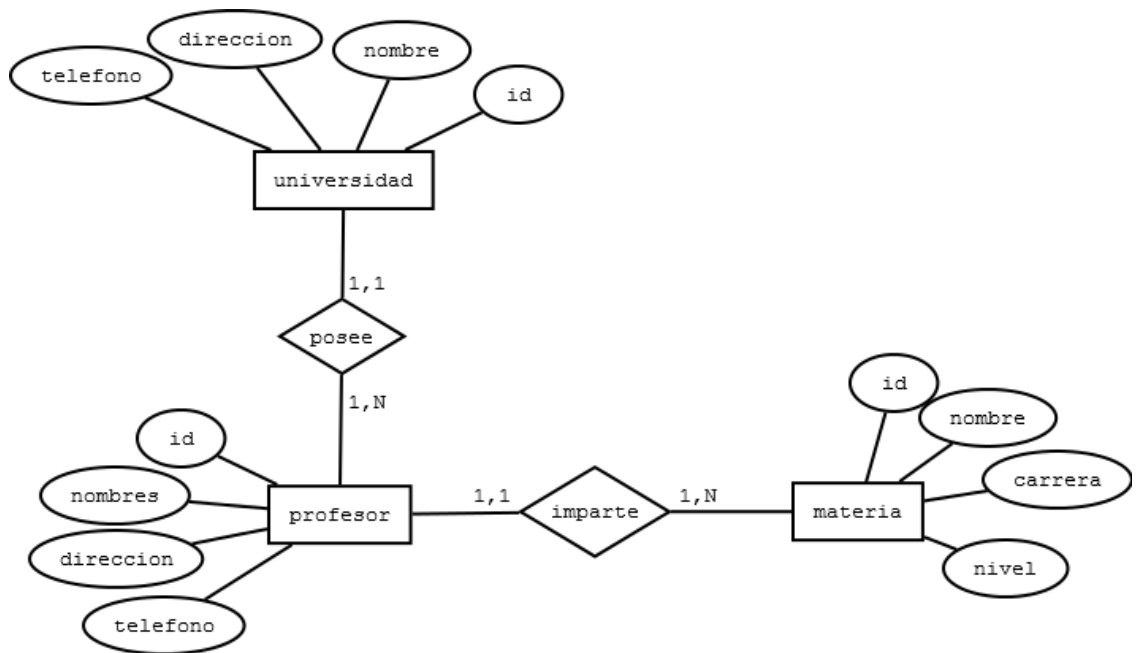 direccion
nombre
telefono
id
universidad
1,1
posee
1,N
id
nombres
profesor
direccion
telefono
1,1
imparte
1,N
id
nombre
carrera
materia
nivel